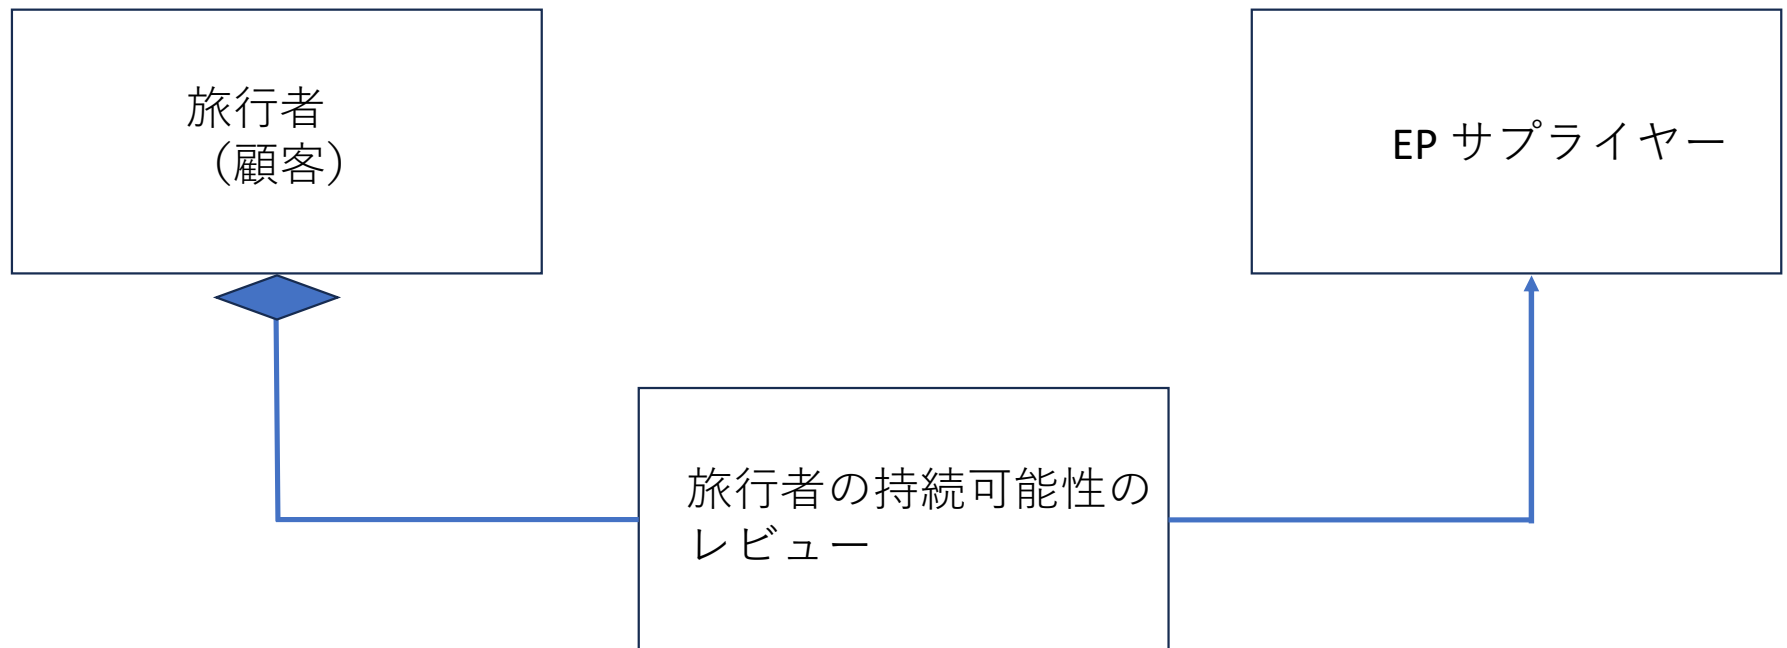 旅行者
（顧客）
EP サプライヤー
旅行者の持続可能性の
レビュー